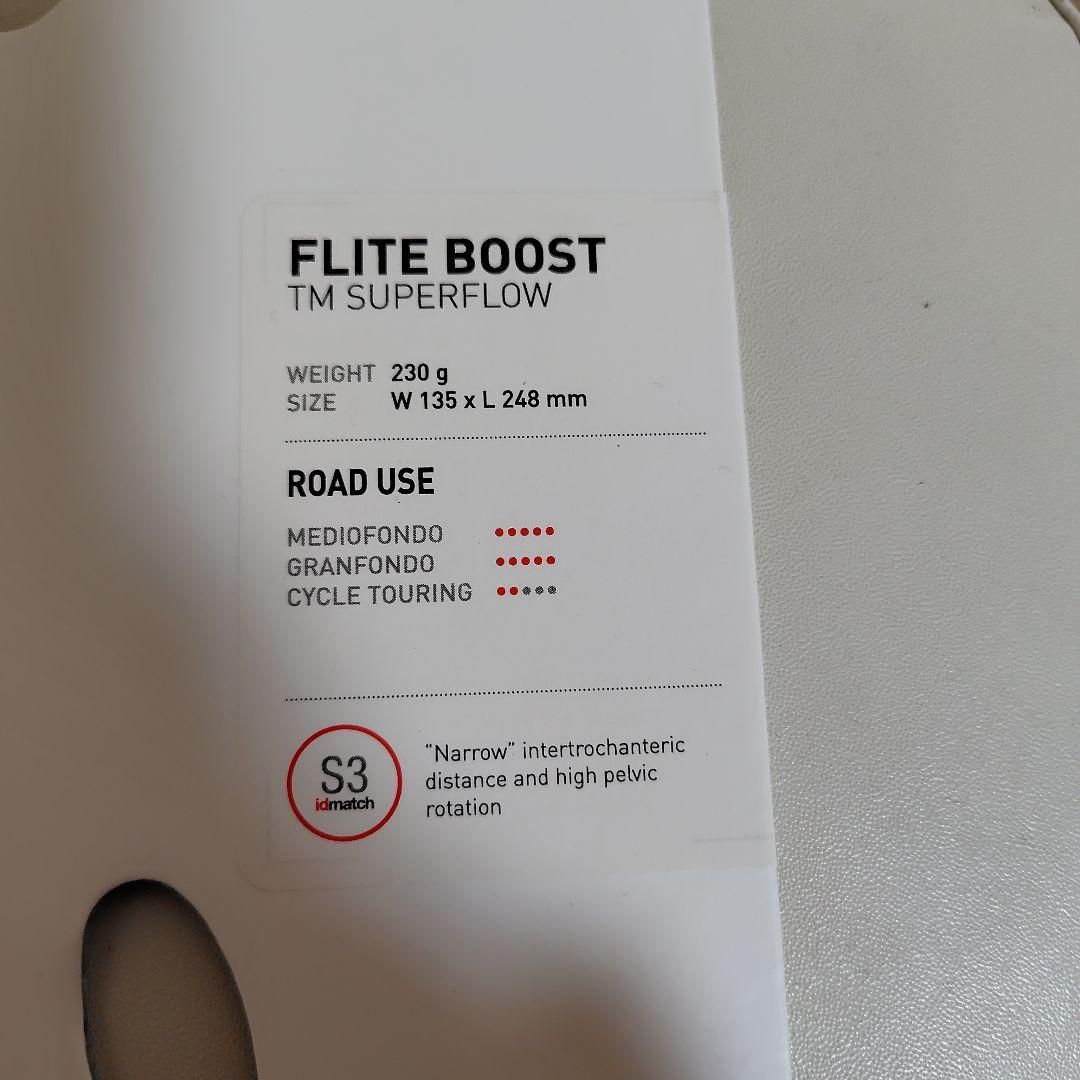 FLITE BOOST
TM SUPERFLOW
WEIGHT 230 g
SIZE W 135 x L 248 mm
ROAD USE
MEDIOFONDO
GRANFONDO
CYCLE TOURING
S3
idmatch
“Narrow” intertrochanteric
distance and high pelvic
rotation